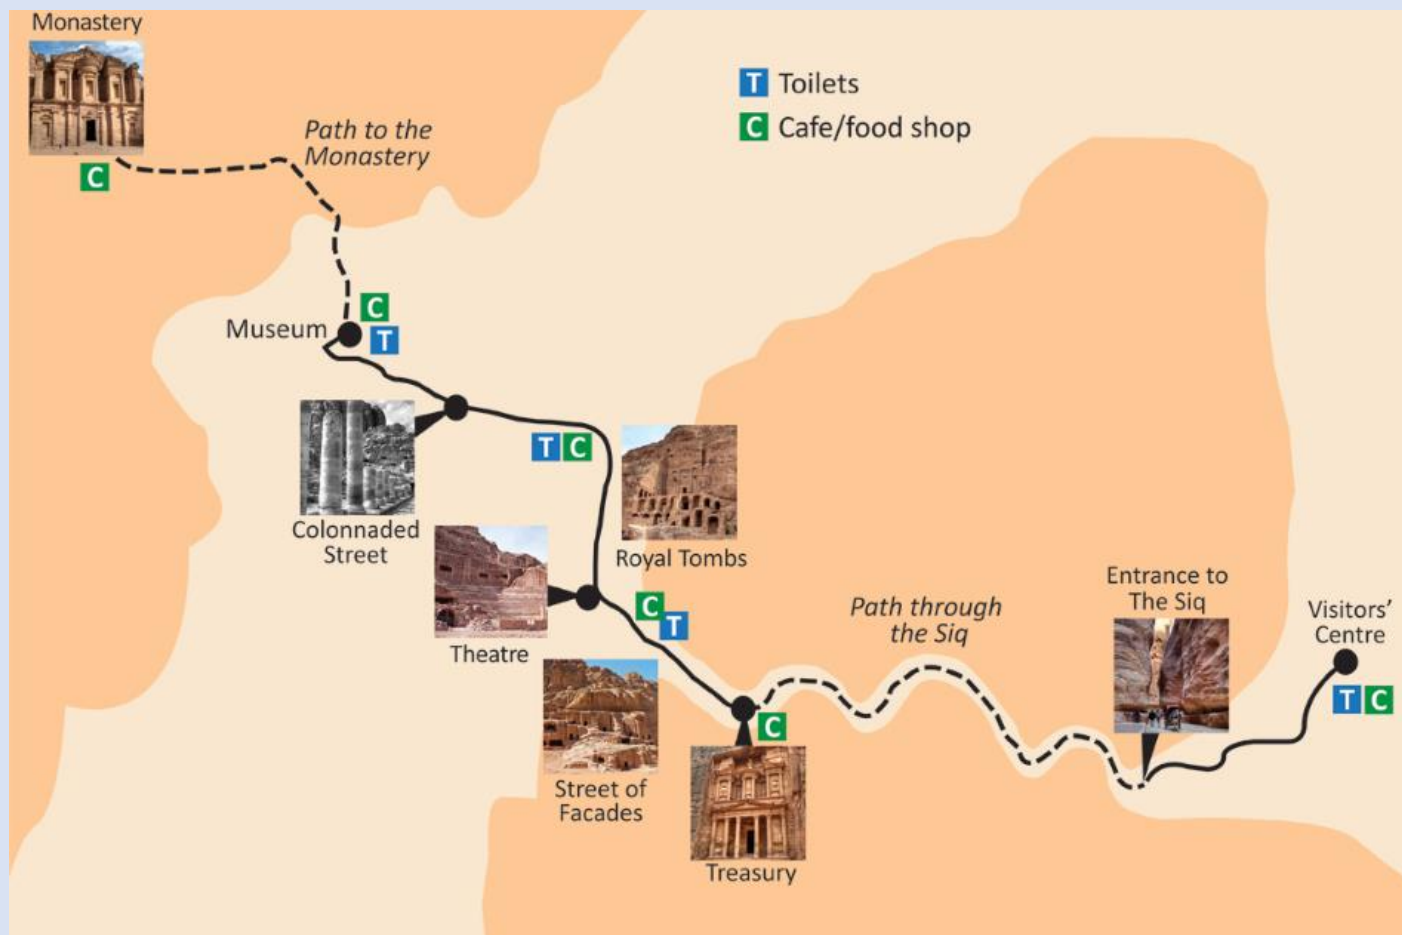 Monastery
Path to the
Monastery
C
T Toilets
C Cafe/food shop
C
Museum
T
T C
Colonnaded
Street
Royal Tombs
Theatre
C
T
Path through
the Siq
Entrance to
The Siq
Visitors’
Centre
T C
Street of
Facades
C
Treasury